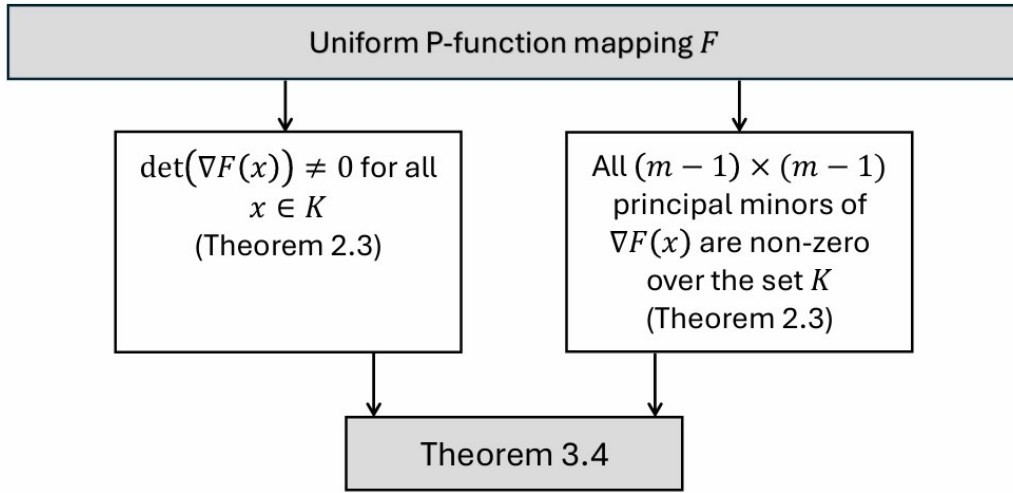 Uniform P-function mapping F
det(∇F(x)) ≠ 0 for all
x ∈ K
(Theorem 2.3)
All (m − 1) × (m − 1)
principal minors of
∇F(x) are non-zero
over the set K
(Theorem 2.3)
Theorem 3.4